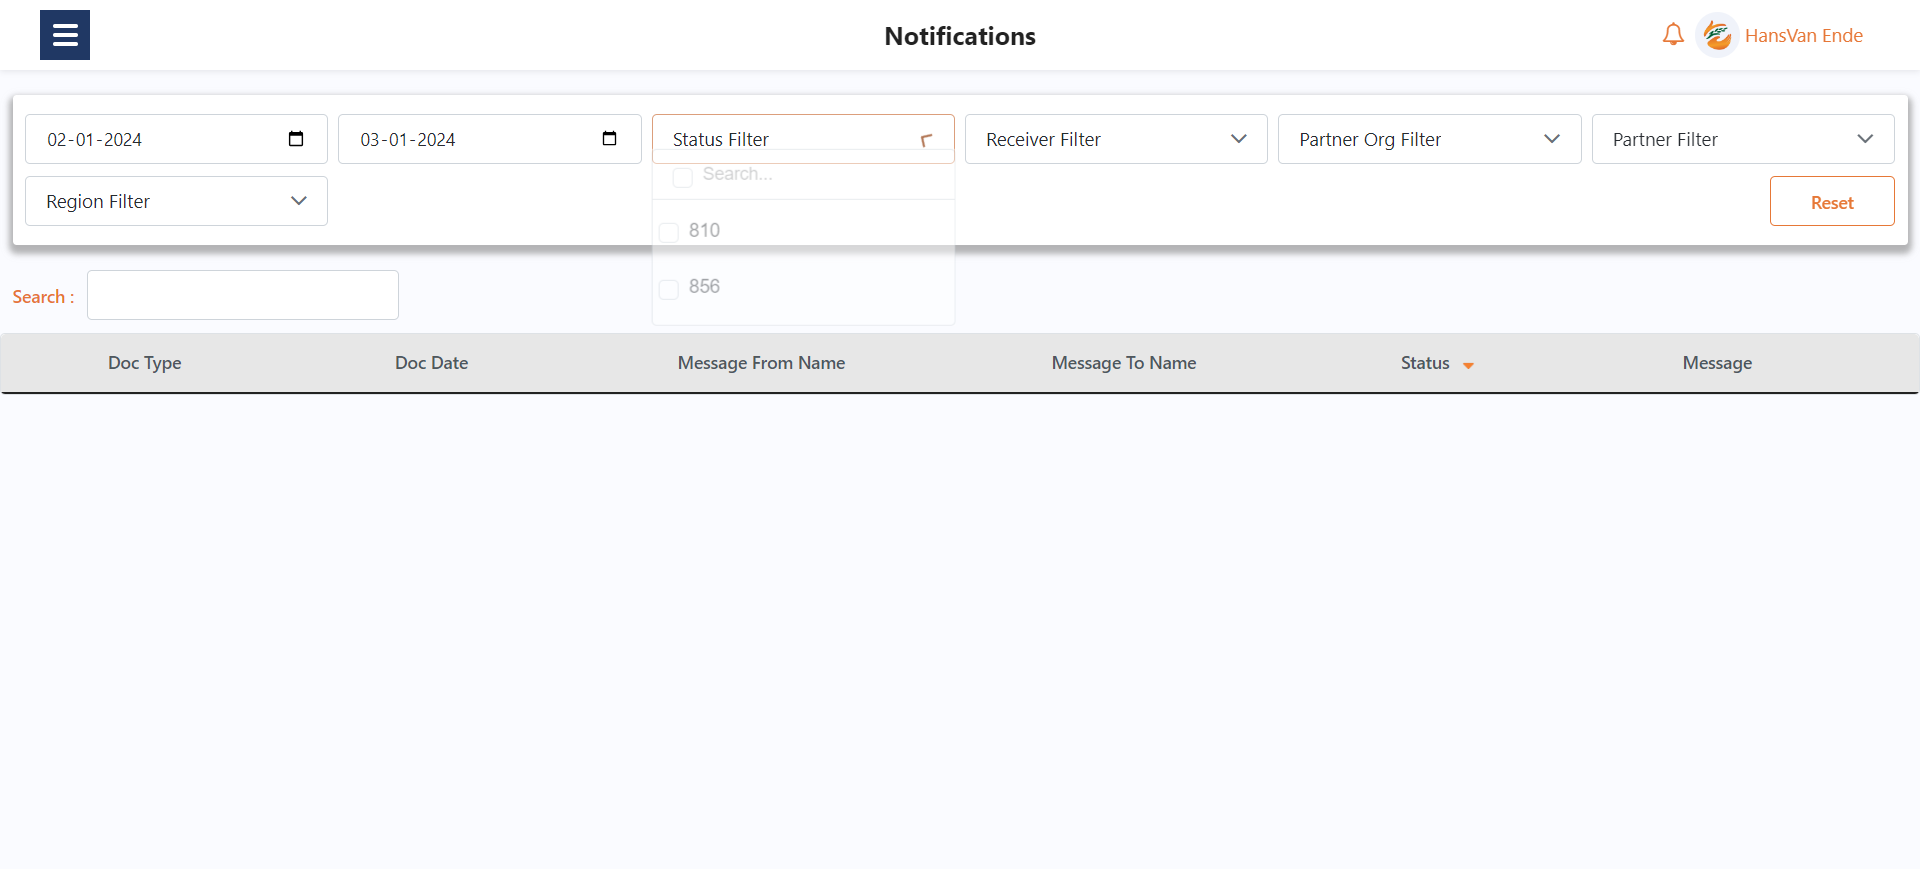 Notifications
HansVan Ende
02-01-2024
03-01-2024
Status Filter
Receiver Filter
Partner Org Filter
Partner Filter
Search...
Region Filter
Reset
810
856
Search :
Doc Type
Doc Date
Message From Name
Message To Name
Status
Message